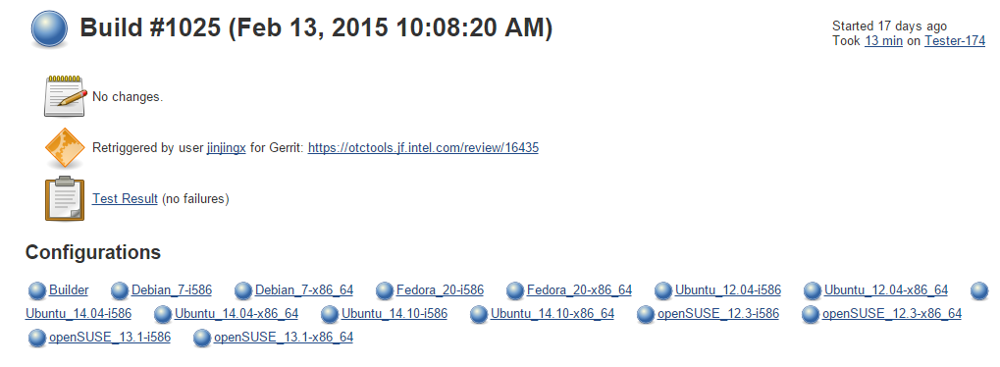 Build #1025 (Feb 13, 2015 10:08:20 AM)
Started 17 days ago
Took 13 min on Tester-174
No changes.
Retriggered by user jinjingx for Gerrit: https://otctools.jf.intel.com/review/16435
Test Result (no failures)
Configurations
Builder Debian_7-i586 Debian_7-x86_64 Fedora_20-i586 Fedora_20-x86_64 Ubuntu_12.04-i586 Ubuntu_12.04-x86_64
Ubuntu_14.04-i586 Ubuntu_14.04-x86_64 Ubuntu_14.10-i586 Ubuntu_14.10-x86_64 openSUSE_12.3-i586 openSUSE_12.3-x86_64
openSUSE_13.1-i586 openSUSE_13.1-x86_64